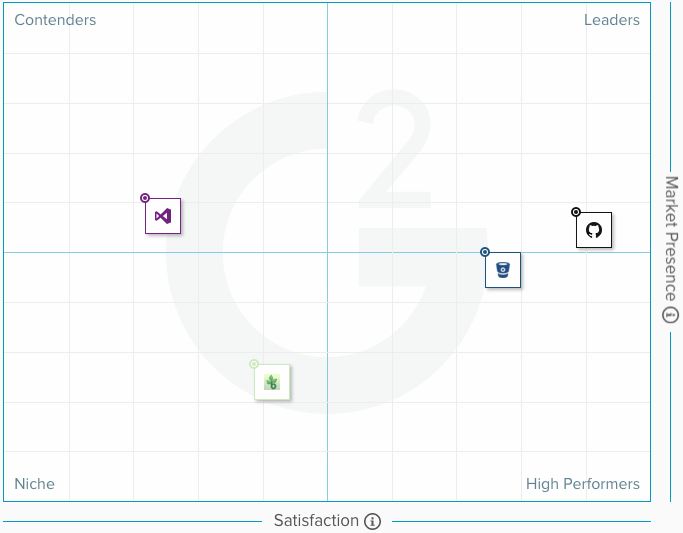 Contenders
Leaders
Market Presence
Niche
High Performers
Satisfaction